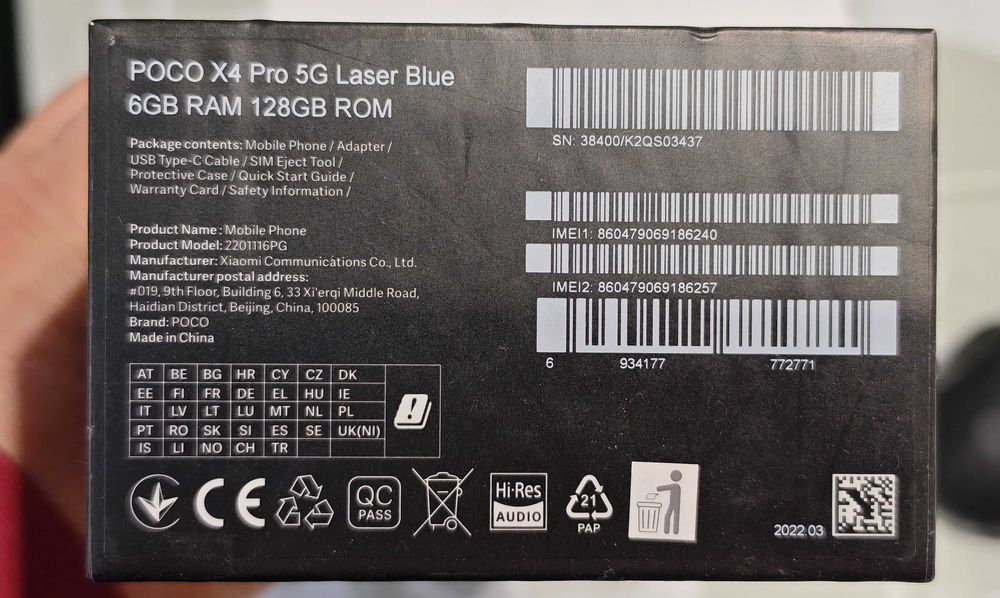 POCO X4 Pro 5G Laser Blue
6GB RAM 128GB ROM
Package contents: Mobile Phone / Adapter /
USB Type-C Cable / SIM Eject Tool /
Protective Case / Quick Start Guide /
Warranty Card / Safety Information /
Product Name: Mobile Phone
Product Model: 2201116PG
Manufacturer: Xiaomi Communications Co., Ltd.
Manufacturer postal address:
#019, 9th Floor, Building 6, 33 Xi'erqi Middle Road,
Haidian District, Beijing, China, 100085
Brand: POCO
Made in China
AT BE BG HR CY CZ DK
EE FI FR DE EL HU IE
IT LV LT LU MT NL PL
PT RO SK SI ES SE UK(NI)
IS LI NO CH TR
SN: 38400/K2QS03437
IMEI1: 860479069186240
IMEI2: 860479069186257
6 934177 772771
CE
QC
PASS
Hi-Res
AUDIO
21
PAP
2022.03